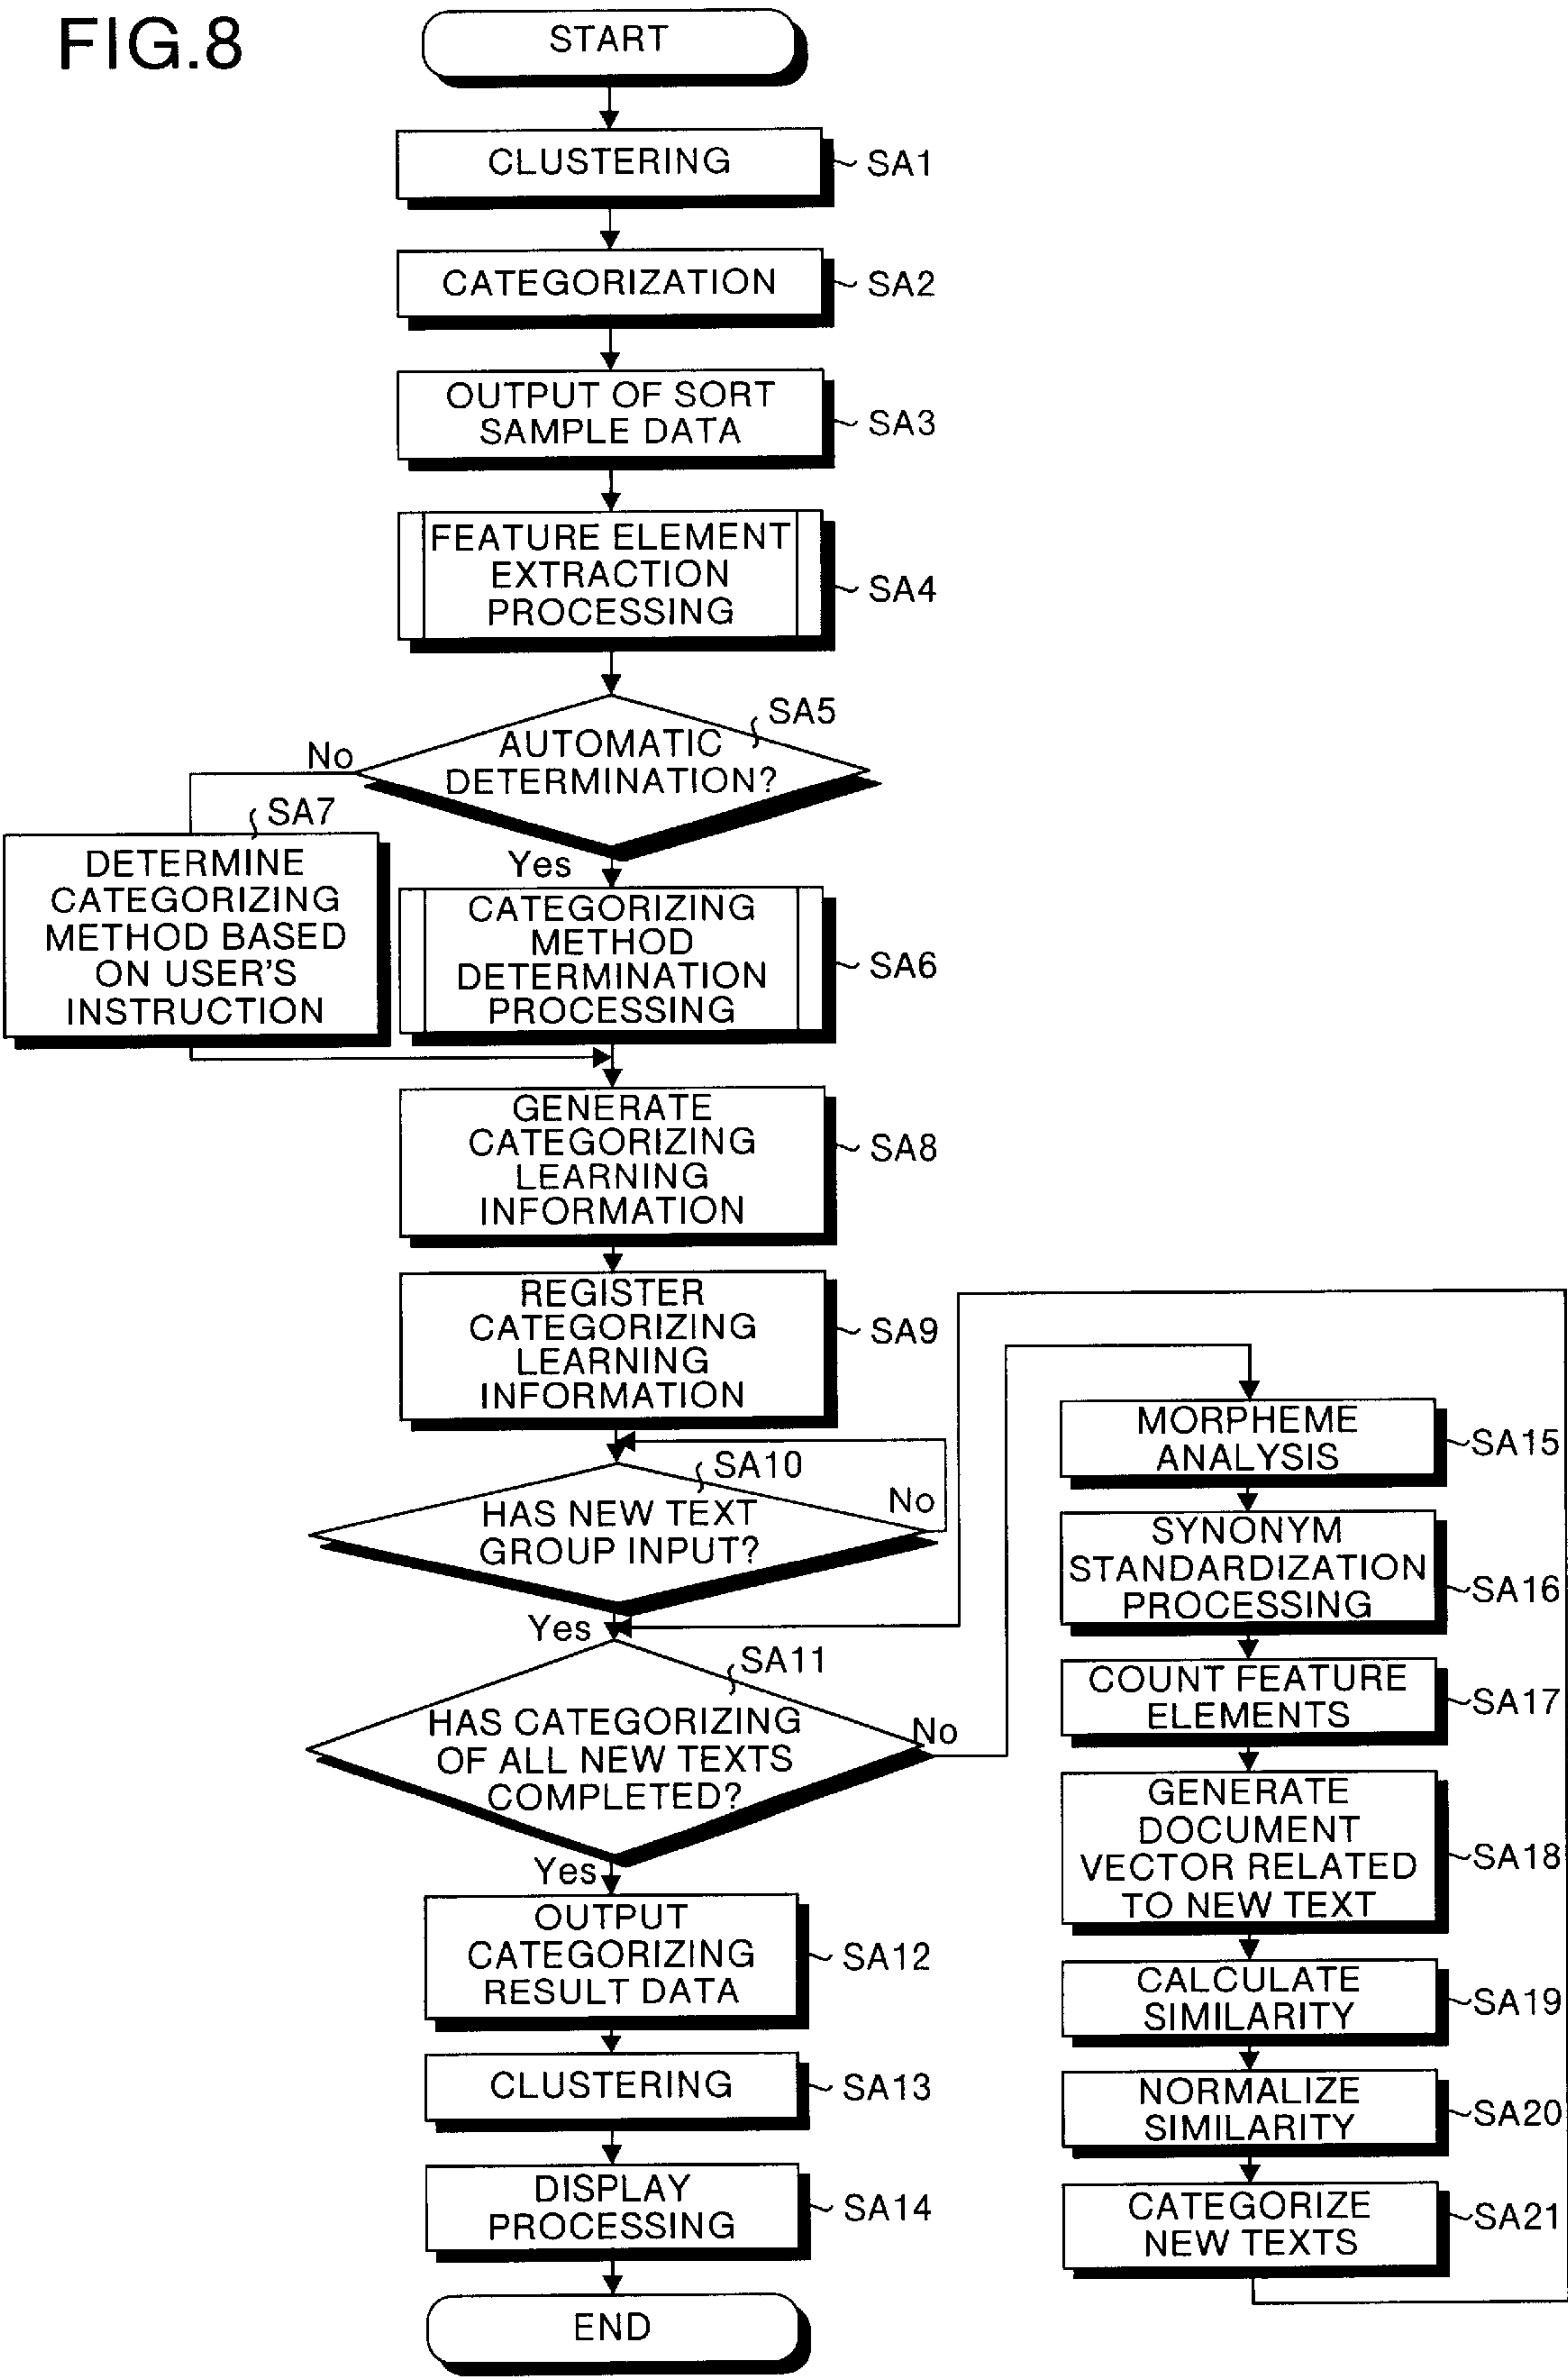 FIG.8
START
CLUSTERING
SA1
CATEGORIZATION
SA2
OUTPUT OF SORT
SAMPLE DATA
SA3
FEATURE ELEMENT
EXTRACTION
PROCESSING
SA4
SA5
AUTOMATIC
DETERMINATION?
No
Yes
SA7
DETERMINE
CATEGORIZING
METHOD BASED
ON USER'S
INSTRUCTION
CATEGORIZING
METHOD
DETERMINATION
PROCESSING
SA6
GENERATE
CATEGORIZING
LEARNING
INFORMATION
SA8
REGISTER
CATEGORIZING
LEARNING
INFORMATION
SA9
SA10
HAS NEW TEXT
GROUP INPUT?
No
Yes
SA11
HAS CATEGORIZING
OF ALL NEW TEXTS
COMPLETED?
No
Yes
OUTPUT
CATEGORIZING
RESULT DATA
SA12
CLUSTERING
SA13
DISPLAY
PROCESSING
SA14
END
MORPHEME
ANALYSIS
SA15
SYNONYM
STANDARDIZATION
PROCESSING
SA16
COUNT FEATURE
ELEMENTS
SA17
GENERATE
DOCUMENT
VECTOR RELATED
TO NEW TEXT
SA18
CALCULATE
SIMILARITY
SA19
NORMALIZE
SIMILARITY
SA20
CATEGORIZE
NEW TEXTS
SA21